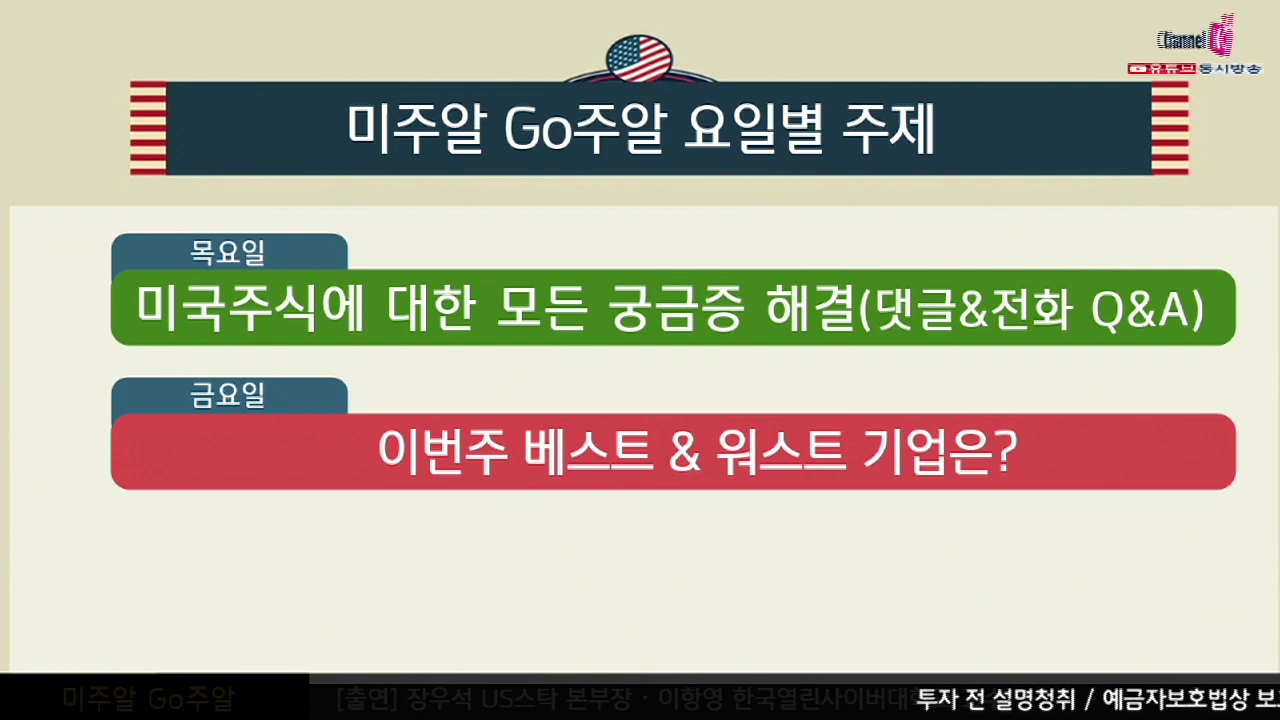 Channel K
유튜브 동시방송
미주알 Go주알 요일별 주제
목요일
미국주식에 대한 모든 궁금증 해결(댓글&전화 Q&A)
금요일
이번주 베스트 & 워스트 기업은?
미주알 Go주알
[출연] 장우석 US스탁 본부장 · 이항영 한국열린사이버대
투자 전 설명청취 / 예금자보호법상 보